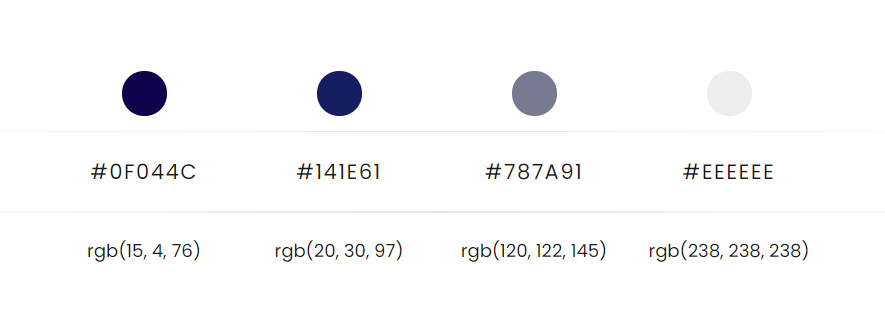 #0F044C #141E61 #787A91 #EEEEEE
rgb(15, 4, 76) rgb(20, 30, 97) rgb(120, 122, 145) rgb(238, 238, 238)